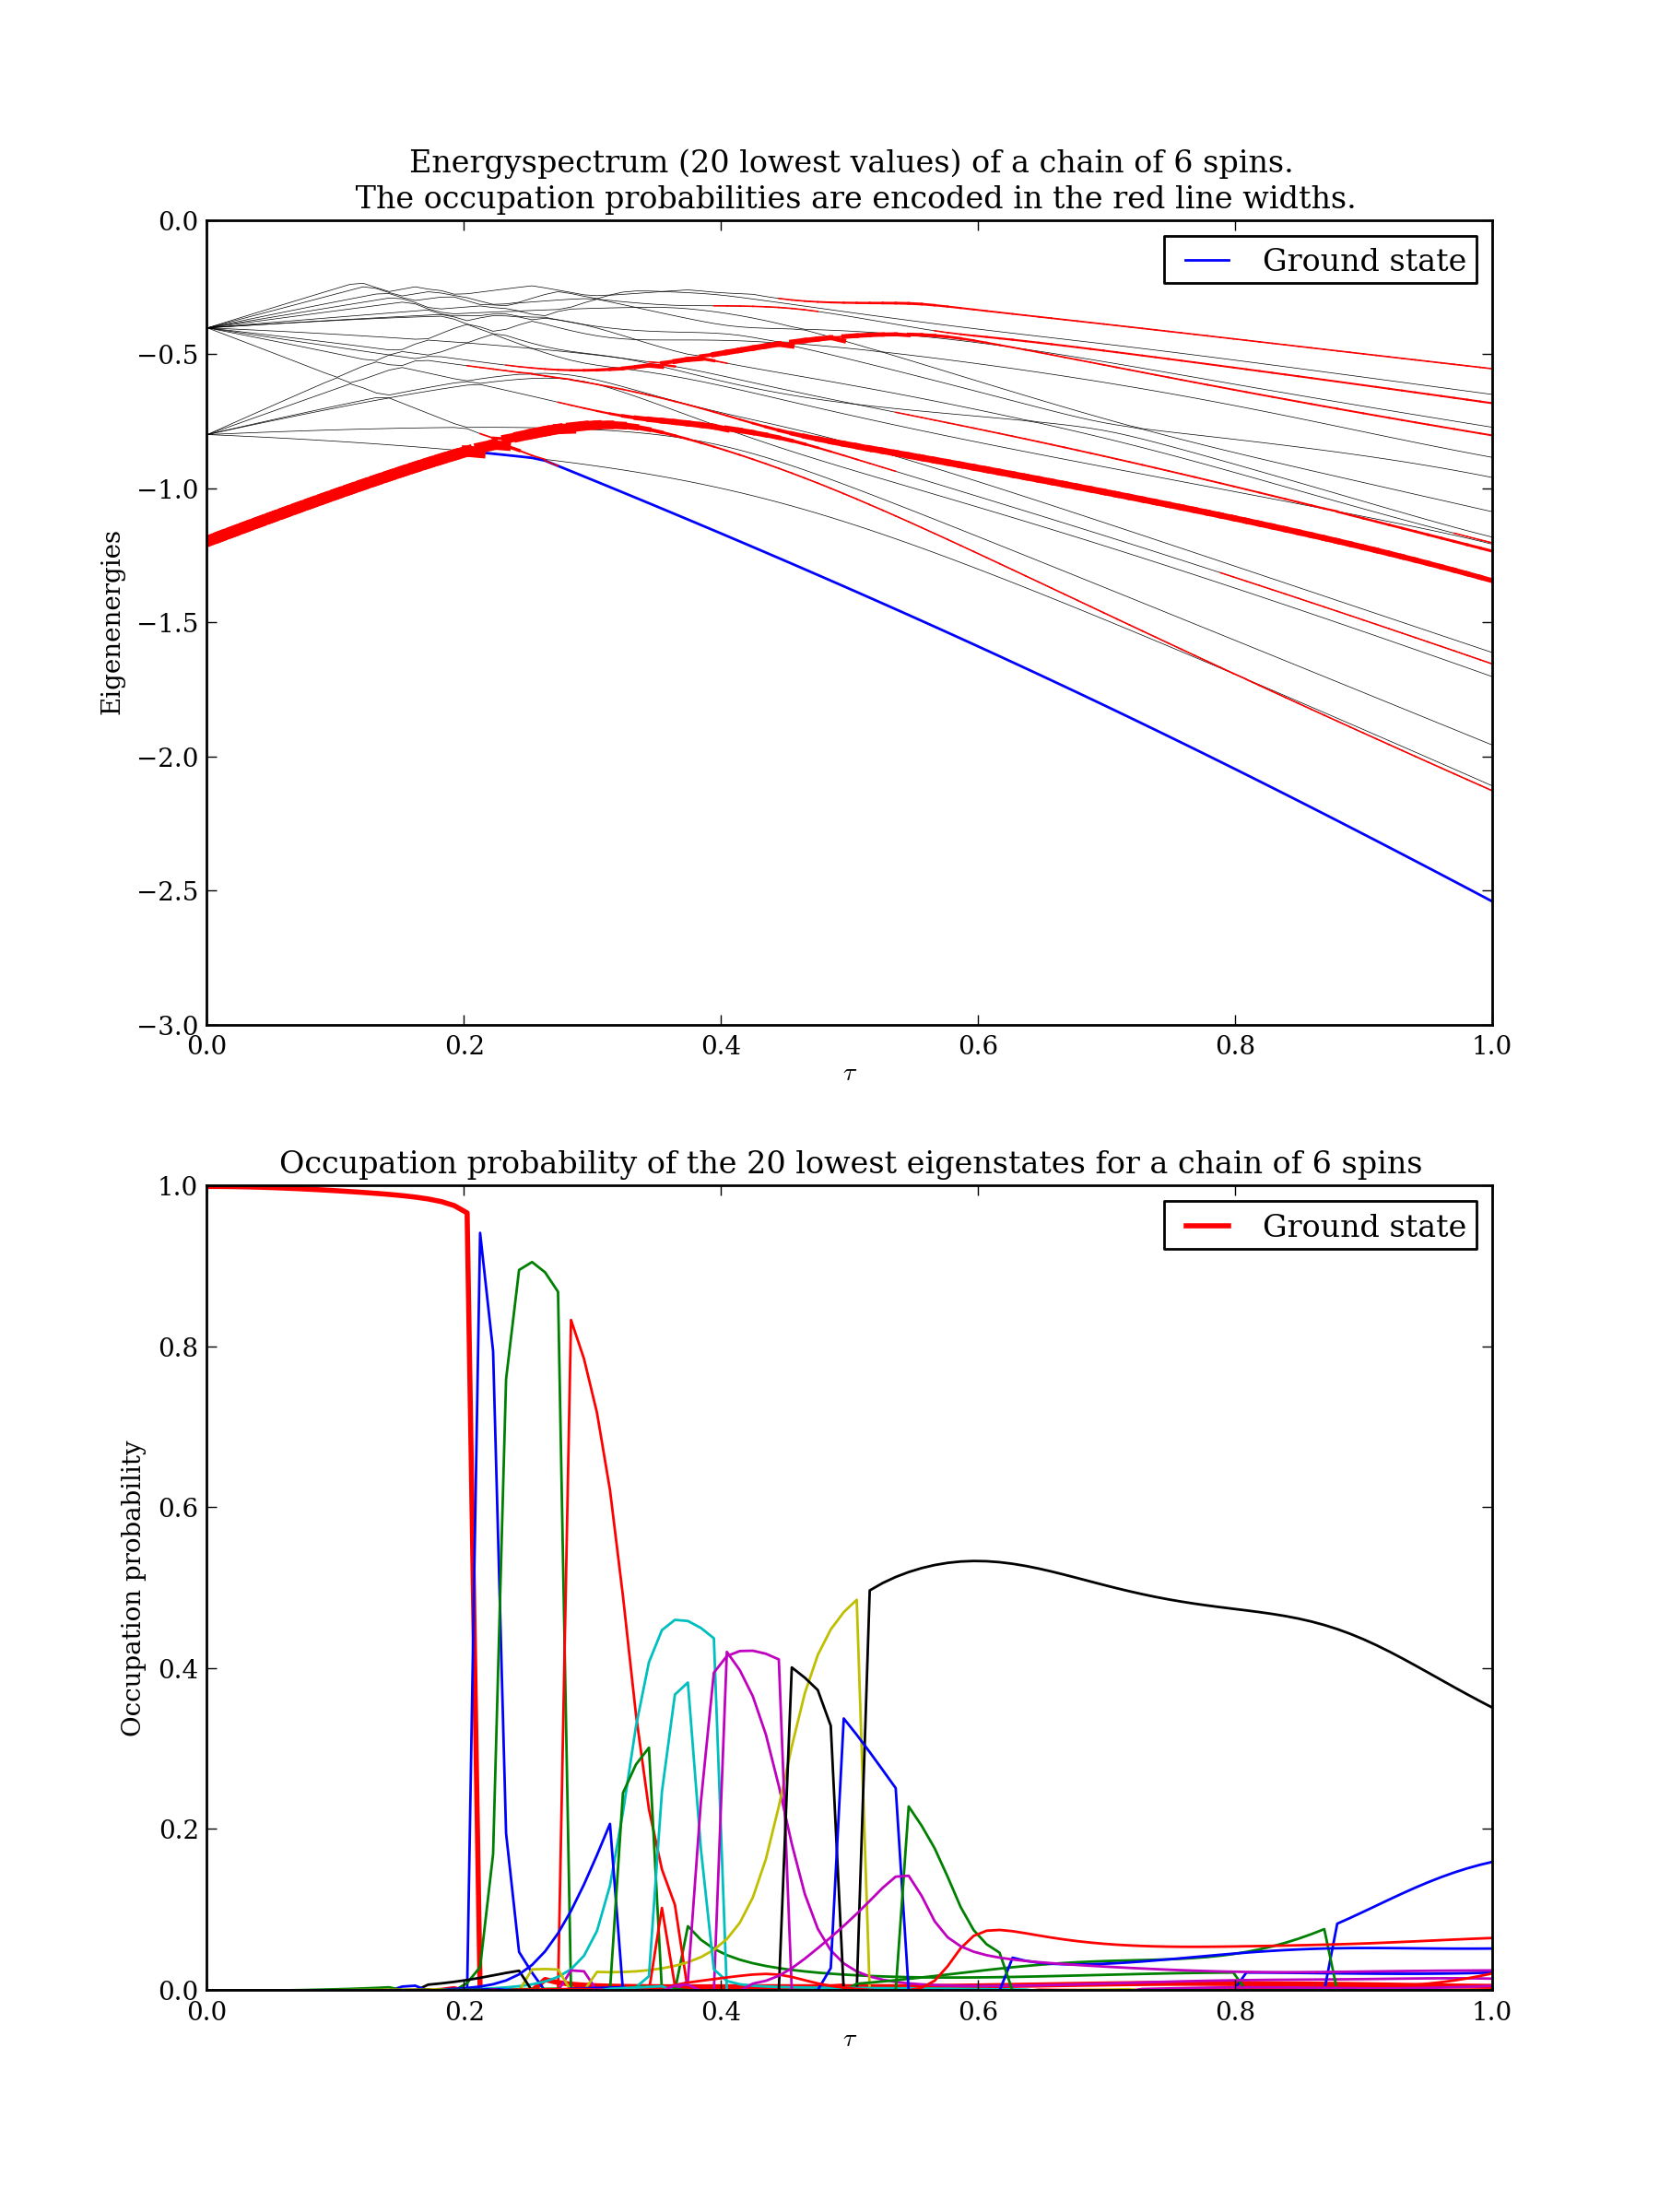 Energyspectrum (20 lowest values) of a chain of 6 spins.
The occupation probabilities are encoded in the red line widths.
Ground state
0.0
−0.5
−1.0
−1.5
−2.0
−2.5
−3.0
Eigenenergies
0.0 0.2 0.4 0.6 0.8 1.0
τ
Occupation probability of the 20 lowest eigenstates for a chain of 6 spins
Ground state
1.0
0.8
0.6
0.4
0.2
0.0
Occupation probability
0.0 0.2 0.4 0.6 0.8 1.0
τ